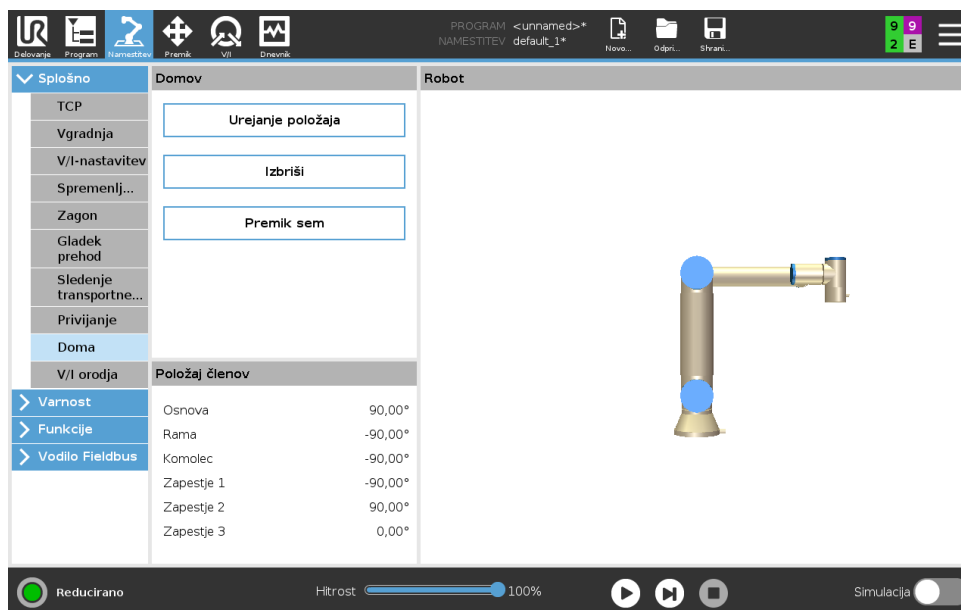 PROGRAM <unnamed>*
NAMESTITEV default_1*
Delovanje Program Namestitev Premik V/I Dnevnik Novo... Odpri... Shrani...
9 9
2 E
Splošno
TCP
Vgradnja
V/I-nastavitev
Spremenlj...
Zagon
Gladek
prehod
Sledenje
transportne...
Privijanje
Doma
V/I orodja
Varnost
Funkcije
Vodilo Fieldbus
Domov
Urejanje položaja
Izbriši
Premik sem
Položaj členov
Osnova 90,00°
Rama -90,00°
Komolec -90,00°
Zapestje 1 -90,00°
Zapestje 2 90,00°
Zapestje 3 0,00°
Robot
Reducirano Hitrost 100% Simulacija